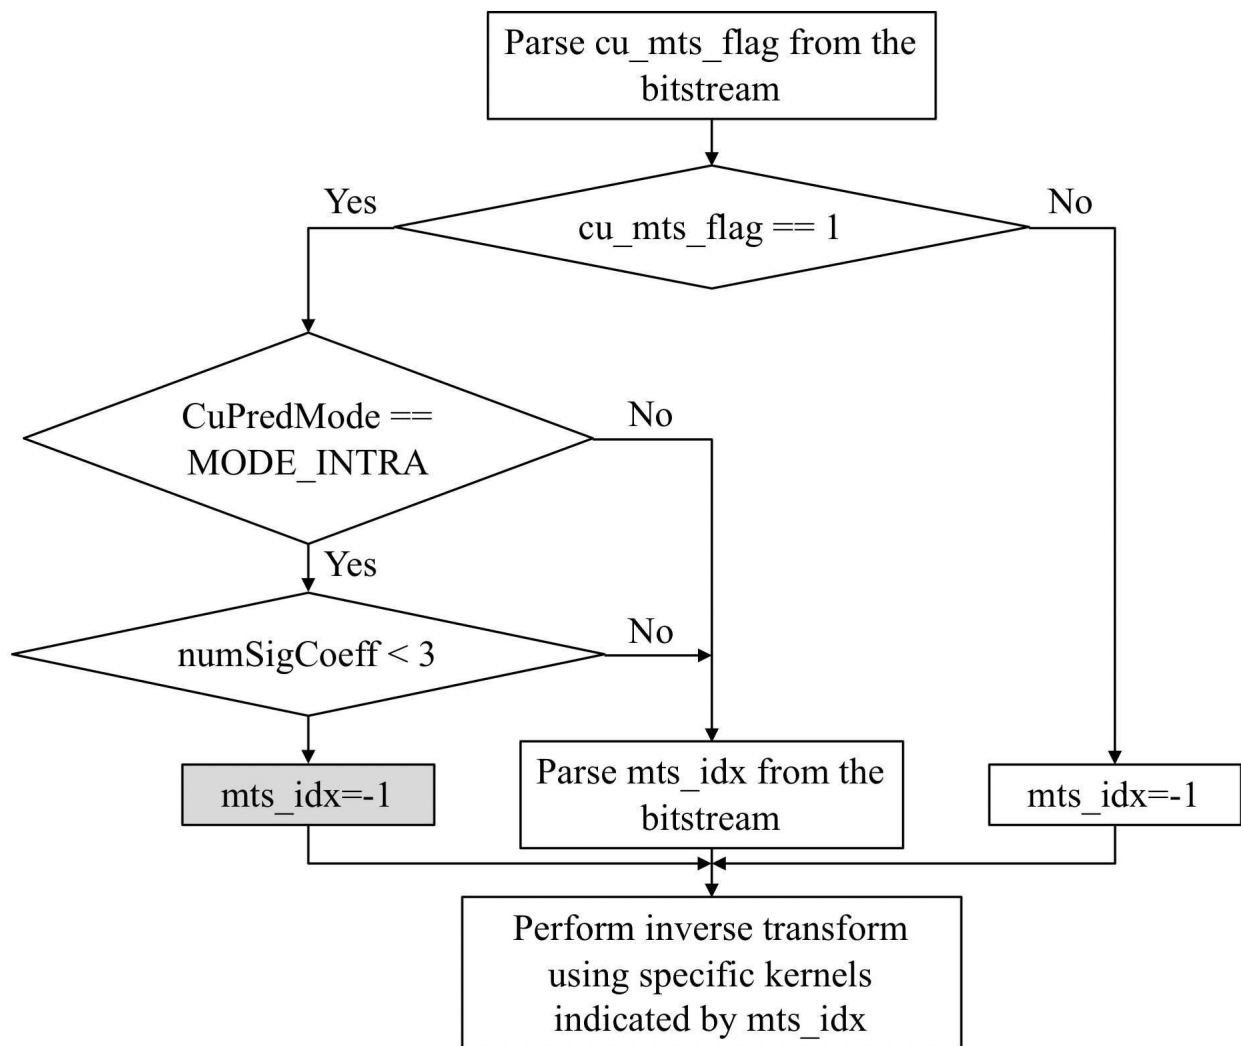 Parse cu_mts_flag from the
bitstream
Yes
No
cu_mts_flag == 1
CuPredMode ==
MODE_INTRA
No
Yes
numSigCoeff < 3
No
mts_idx=-1
Parse mts_idx from the
bitstream
mts_idx=-1
Perform inverse transform
using specific kernels
indicated by mts_idx